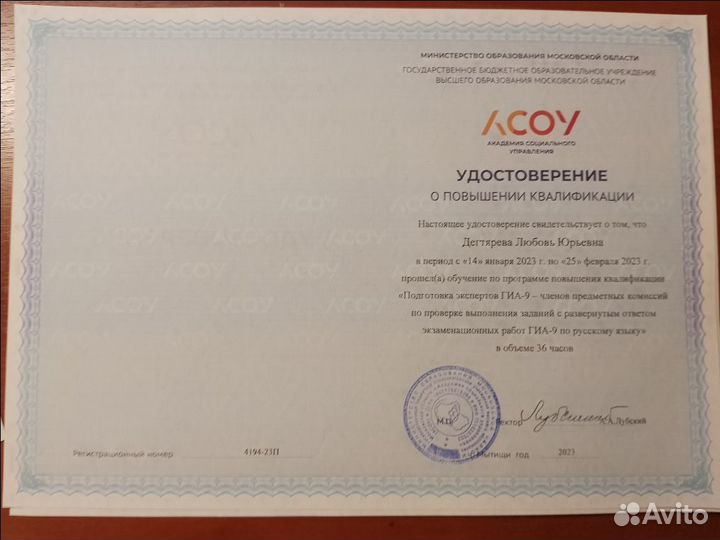 МИНИСТЕРСТВО ОБРАЗОВАНИЯ МОСКОВСКОЙ ОБЛАСТИ
ГОСУДАРСТВЕННОЕ БЮДЖЕТНОЕ ОБРАЗОВАТЕЛЬНОЕ УЧРЕЖДЕНИЕ
ВЫСШЕГО ОБРАЗОВАНИЯ МОСКОВСКОЙ ОБЛАСТИ
АСОУ
АКАДЕМИЯ СОЦИАЛЬНОГО
УПРАВЛЕНИЯ
УДОСТОВЕРЕНИЕ
О ПОВЫШЕНИИ КВАЛИФИКАЦИИ
Настоящее удостоверение свидетельствует о том, что
Дегтярева Любовь Юрьевна
в период с «14» января 2023 г. по «25» февраля 2023 г.
прошел(а) обучение по программе повышения квалификации
«Подготовка экспертов ГИА-9 – членов предметных комиссий
по проверке выполнения заданий с развернутым ответом
экзаменационных работ ГИА-9 по русскому языку»
в объеме 36 часов
М.П.
Ректор А.Лубский
Регистрационный номер 4194-23П
Мытищи год 2023
Avito